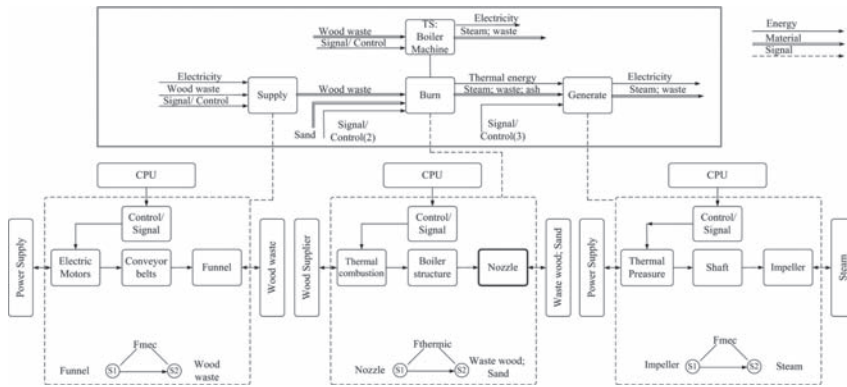 TS:
Boiler
Machine
Wood waste
Signal/ Control
Electricity
Steam; waste
Energy
Material
Signal
Electricity
Wood waste
Signal/ Control
Supply
Wood waste
Sand
Signal/
Control(2)
Burn
Thermal energy
Steam; waste; ash
Signal/
Control(3)
Generate
Electricity
Steam; waste
CPU
Control/
Signal
Power Supply
Electric
Motors
Conveyor
belts
Funnel
Wood waste
Funnel
Fmec
S1
S2
Wood
waste
CPU
Control/
Signal
Wood Supplier
Thermal
combustion
Boiler
structure
Nozzle
Waste wood; Sand
Nozzle
Fthermic
S1
S2
Waste wood;
Sand
CPU
Control/
Signal
Power Supply
Thermal
Preasure
Shaft
Impeller
Steam
Impeller
Fmec
S1
S2
Steam